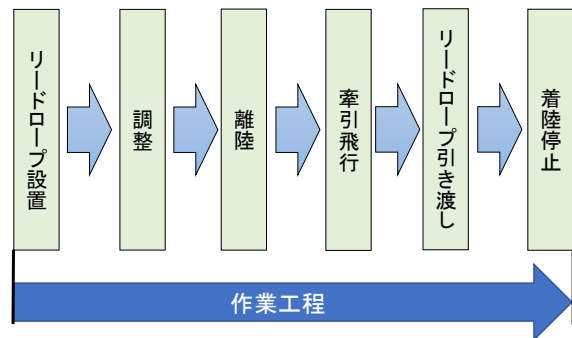 リードロープ設置
調整
離陸
牽引飛行
リードロープ引き渡し
着陸停止
作業工程